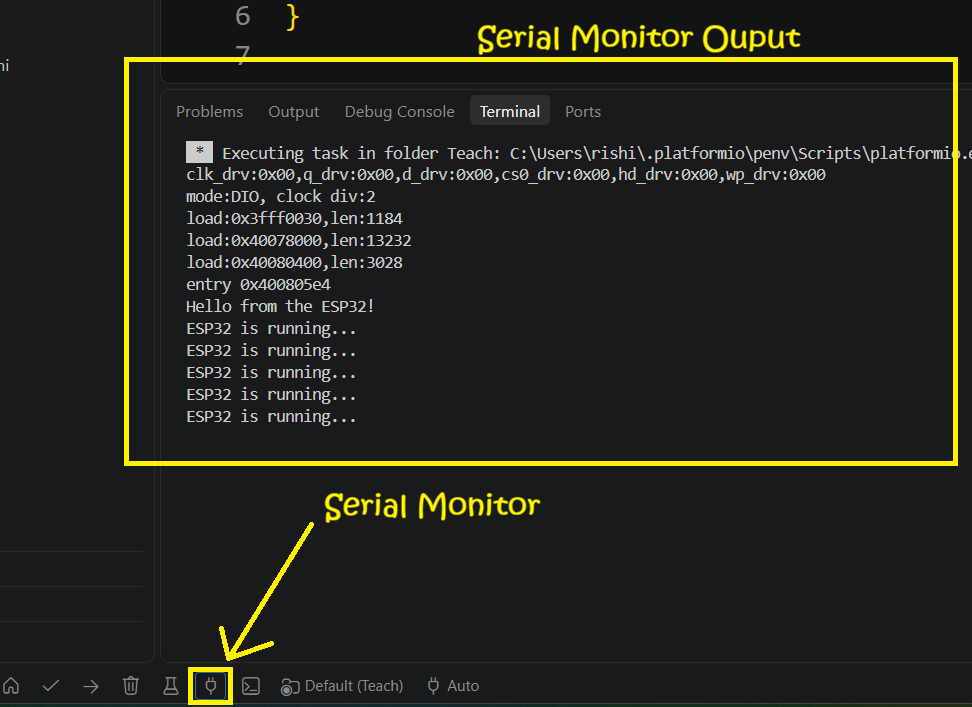 6 }
Serial Monitor Ouput
7
ni
Problems Output Debug Console Terminal Ports
* Executing task in folder Teach: C:\Users\rishi\.platformio\penv\Scripts\platformio.e
clk_drv:0x00,q_drv:0x00,d_drv:0x00,cs0_drv:0x00,hd_drv:0x00,wp_drv:0x00
mode:DIO, clock div:2
load:0x3fff0030,len:1184
load:0x40078000,len:13232
load:0x40080400,len:3028
entry 0x400805e4
Hello from the ESP32!
ESP32 is running...
ESP32 is running...
ESP32 is running...
ESP32 is running...
ESP32 is running...
Serial Monitor
Default (Teach) Auto